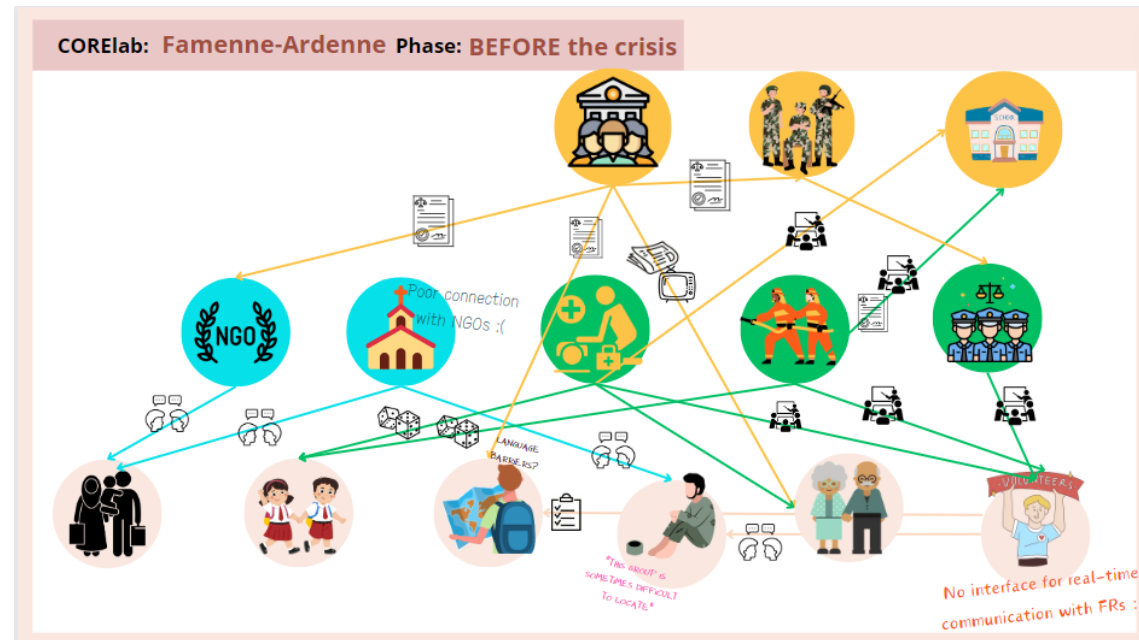 CORElab: Famenne-Ardenne Phase: BEFORE the crisis
SCHOOL
Poor connection
with NGOs :(
NGO
LANGUAGE
BARRIERS?
VOLUNTEERS
"THIS GROUP IS
SOMETIMES DIFFICULT
TO LOCATE"
No interface for real-time
communication with FRs :